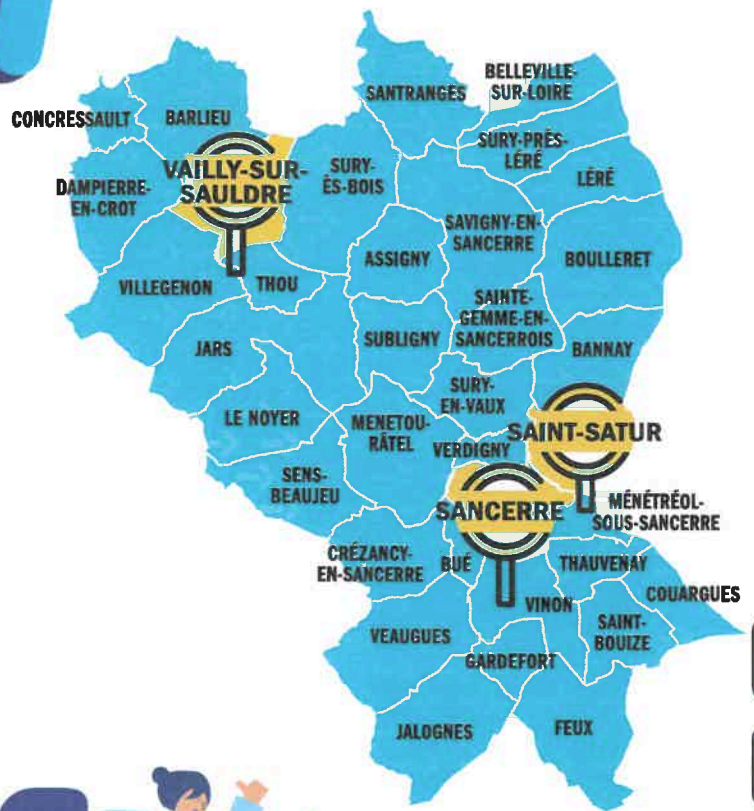 BELLEVILLE-
SUR-LOIRE
SANTRANGES
CONCRESSAULT
BARLIEU
SURY-PRÈS-
LÉRÉ
VAILLY-SUR-
SAULDRE
SURY-
ÈS-BOIS
LÉRÉ
DAMPIERRE-
EN-CROT
SAVIGNY-EN-
SANCERRE
ASSIGNY
BOULLERET
VILLEGENON
THOU
SAINTE-
GEMME-EN-
SANCERROIS
SUBLIGNY
JARS
BANNAY
SURY-
EN-VAUX
LE NOYER
MENETOU-
RÂTEL
VERDIGNY
SAINT-SATUR
SENS-
BEAUJEU
SANCERRE
MÉNÉTRÉOL-
SOUS-SANCERRE
CRÉZANCY-
EN-SANCERRE
BUÉ
THAUVENAY
COUARGUES
VINON
SAINT-
BOUIZE
VEAUGUES
GARDEFORT
JALOGNES
FEUX